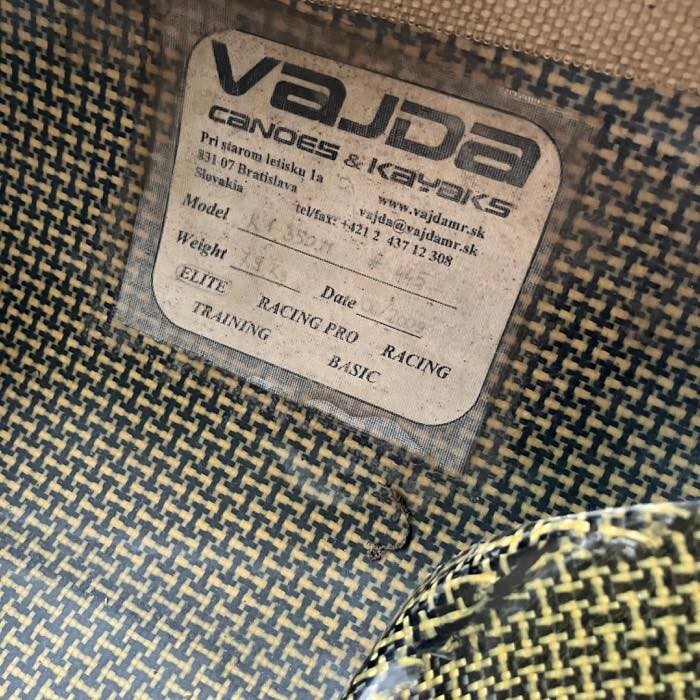 VAJDA
CANOES & KAYAKS
Pri starom letisku 1a
831 07 Bratislava
Slovakia
www.vajdamr.sk
vajda@vajdamr.sk
tel/fax: +421 2 437 12 308
Model
Weight
Date /2009
ELITE RACING PRO RACING
TRAINING BASIC